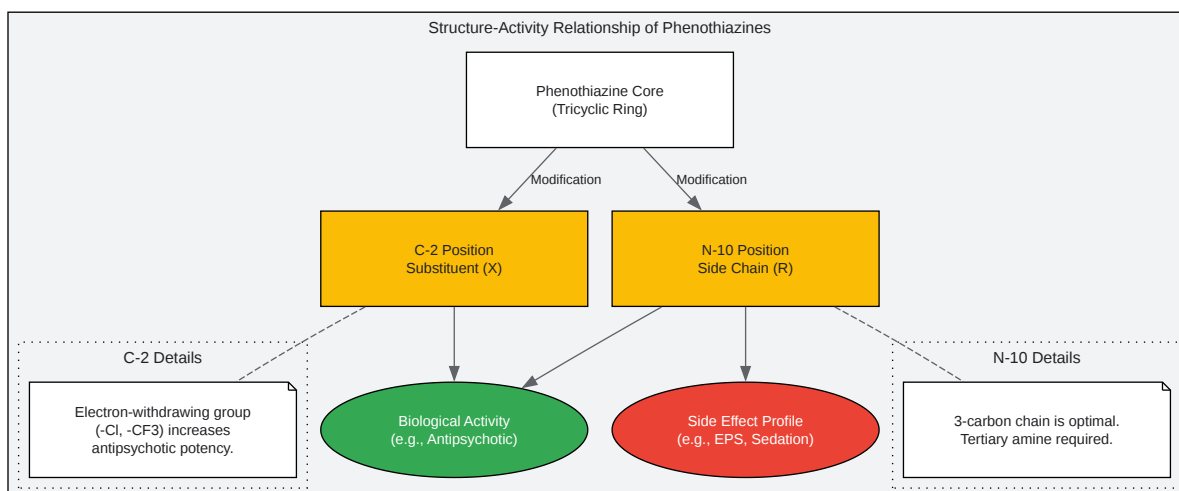 Structure-Activity Relationship of Phenothiazines
Phenothiazine Core
(Tricyclic Ring)
Modification
Modification
C-2 Position
Substituent (X)
N-10 Position
Side Chain (R)
C-2 Details
Electron-withdrawing group
(-Cl, -CF3) increases
antipsychotic potency.
Biological Activity
(e.g., Antipsychotic)
Side Effect Profile
(e.g., EPS, Sedation)
N-10 Details
3-carbon chain is optimal.
Tertiary amine required.